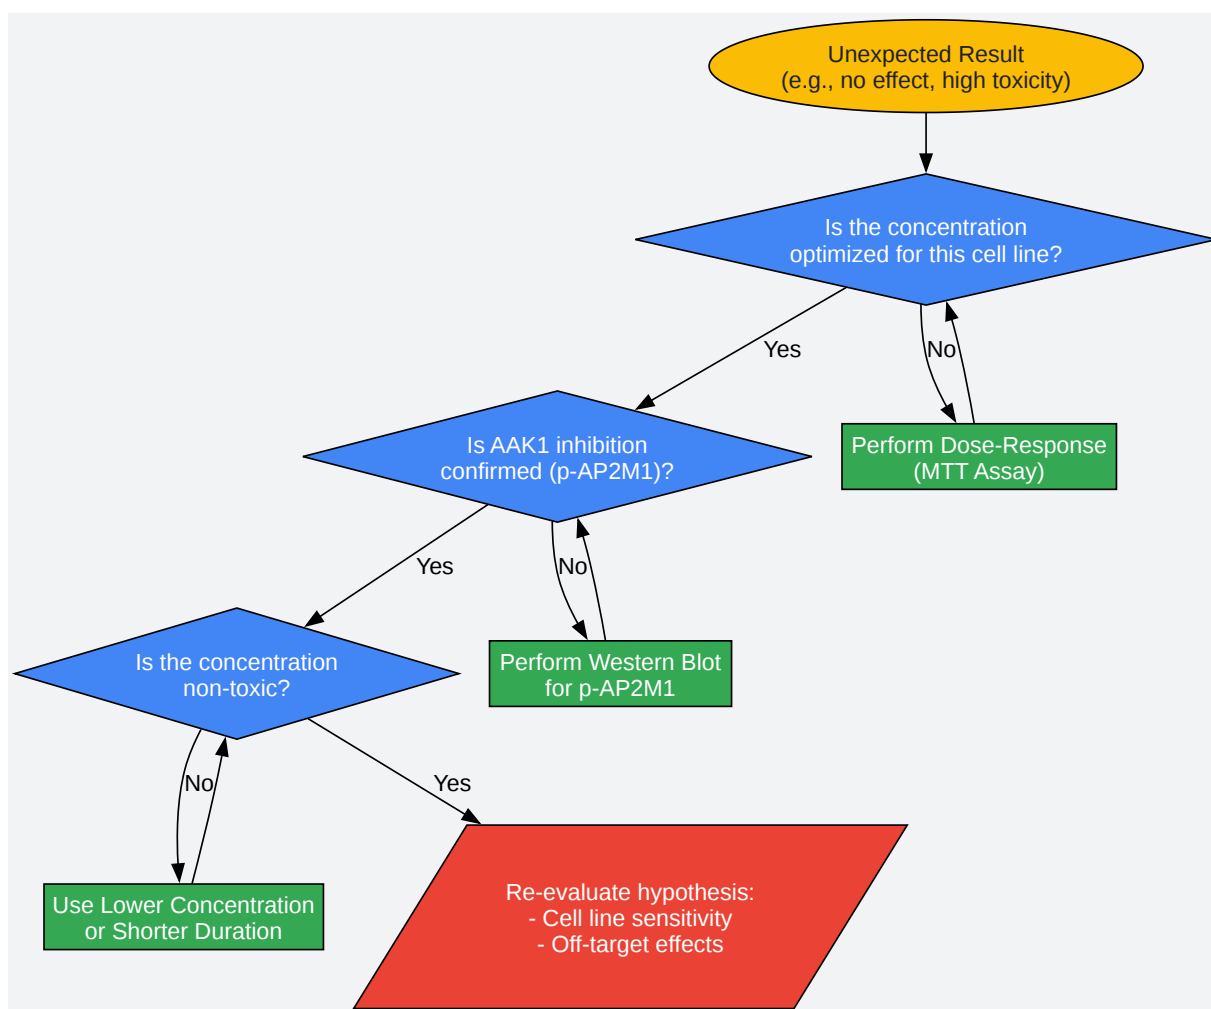 Unexpected Result
(e.g., no effect, high toxicity)
Is the concentration
optimized for this cell line?
Yes
No
Perform Dose-Response
(MTT Assay)
Is AAK1 inhibition
confirmed (p-AP2M1)?
Yes
No
Perform Western Blot
for p-AP2M1
Is the concentration
non-toxic?
No
Yes
Use Lower Concentration
or Shorter Duration
Re-evaluate hypothesis:
- Cell line sensitivity
- Off-target effects